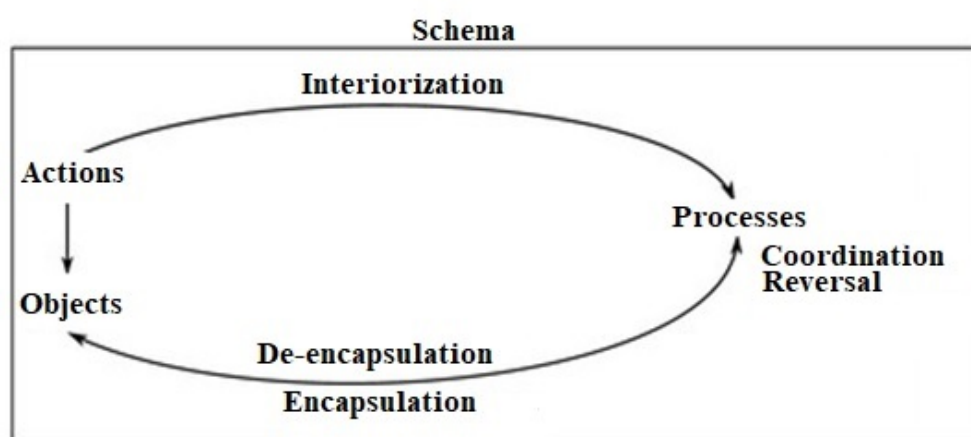 Schema
Interiorization
Actions
Processes
Coordination
Reversal
Objects
De-encapsulation
Encapsulation